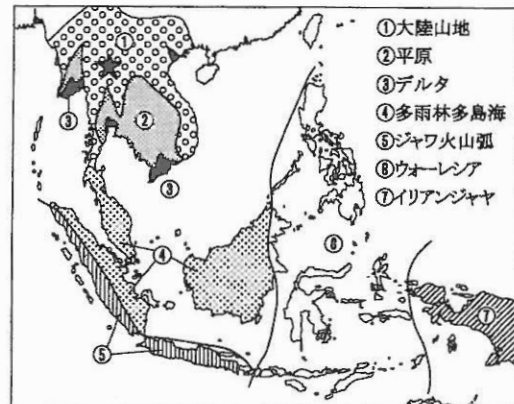 ①大陸山地
②平原
③デルタ
④多雨林多島海
⑤ジャワ火山弧
⑥ウォーレシア
⑦イリアンジャヤ
①
②
③
③
④
⑥
⑦
⑤